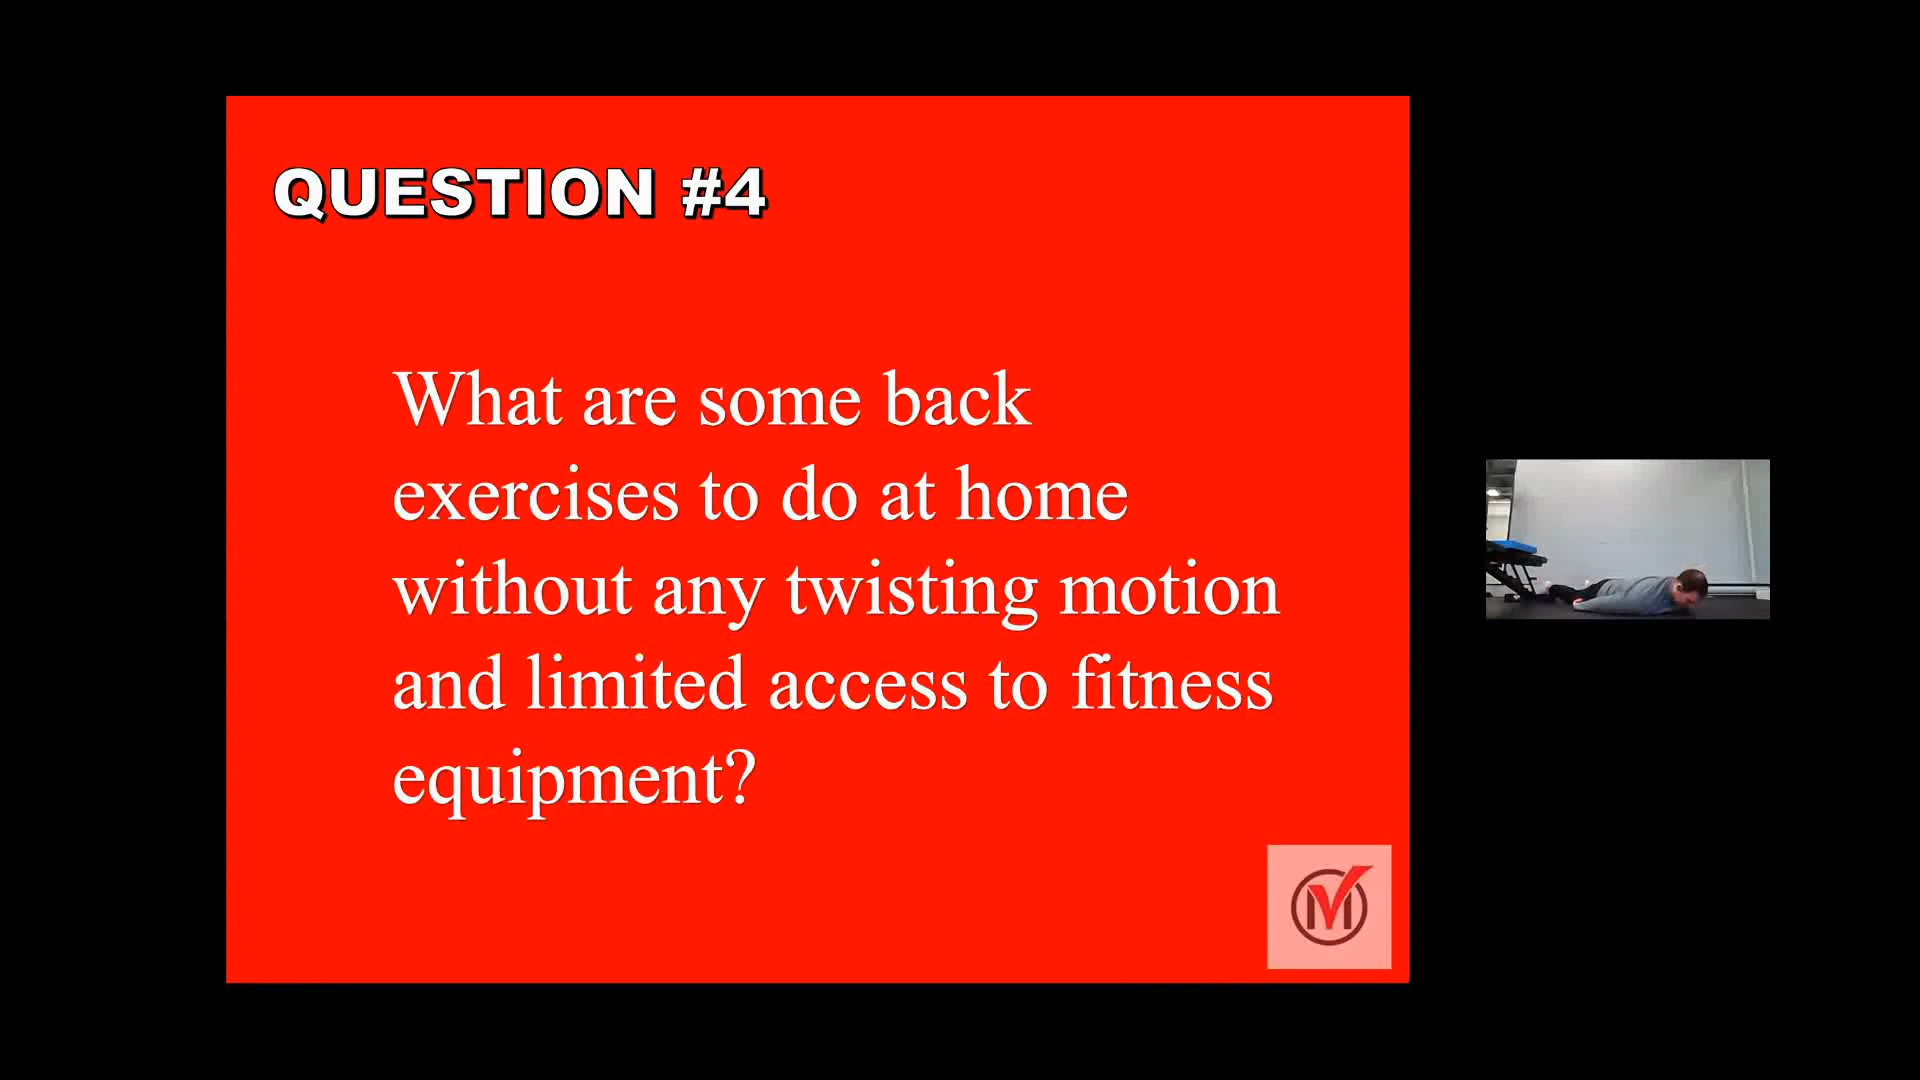 QUESTION #4
What are some back
exercises to do at home
without any twisting motion
and limited access to fitness
equipment?
M